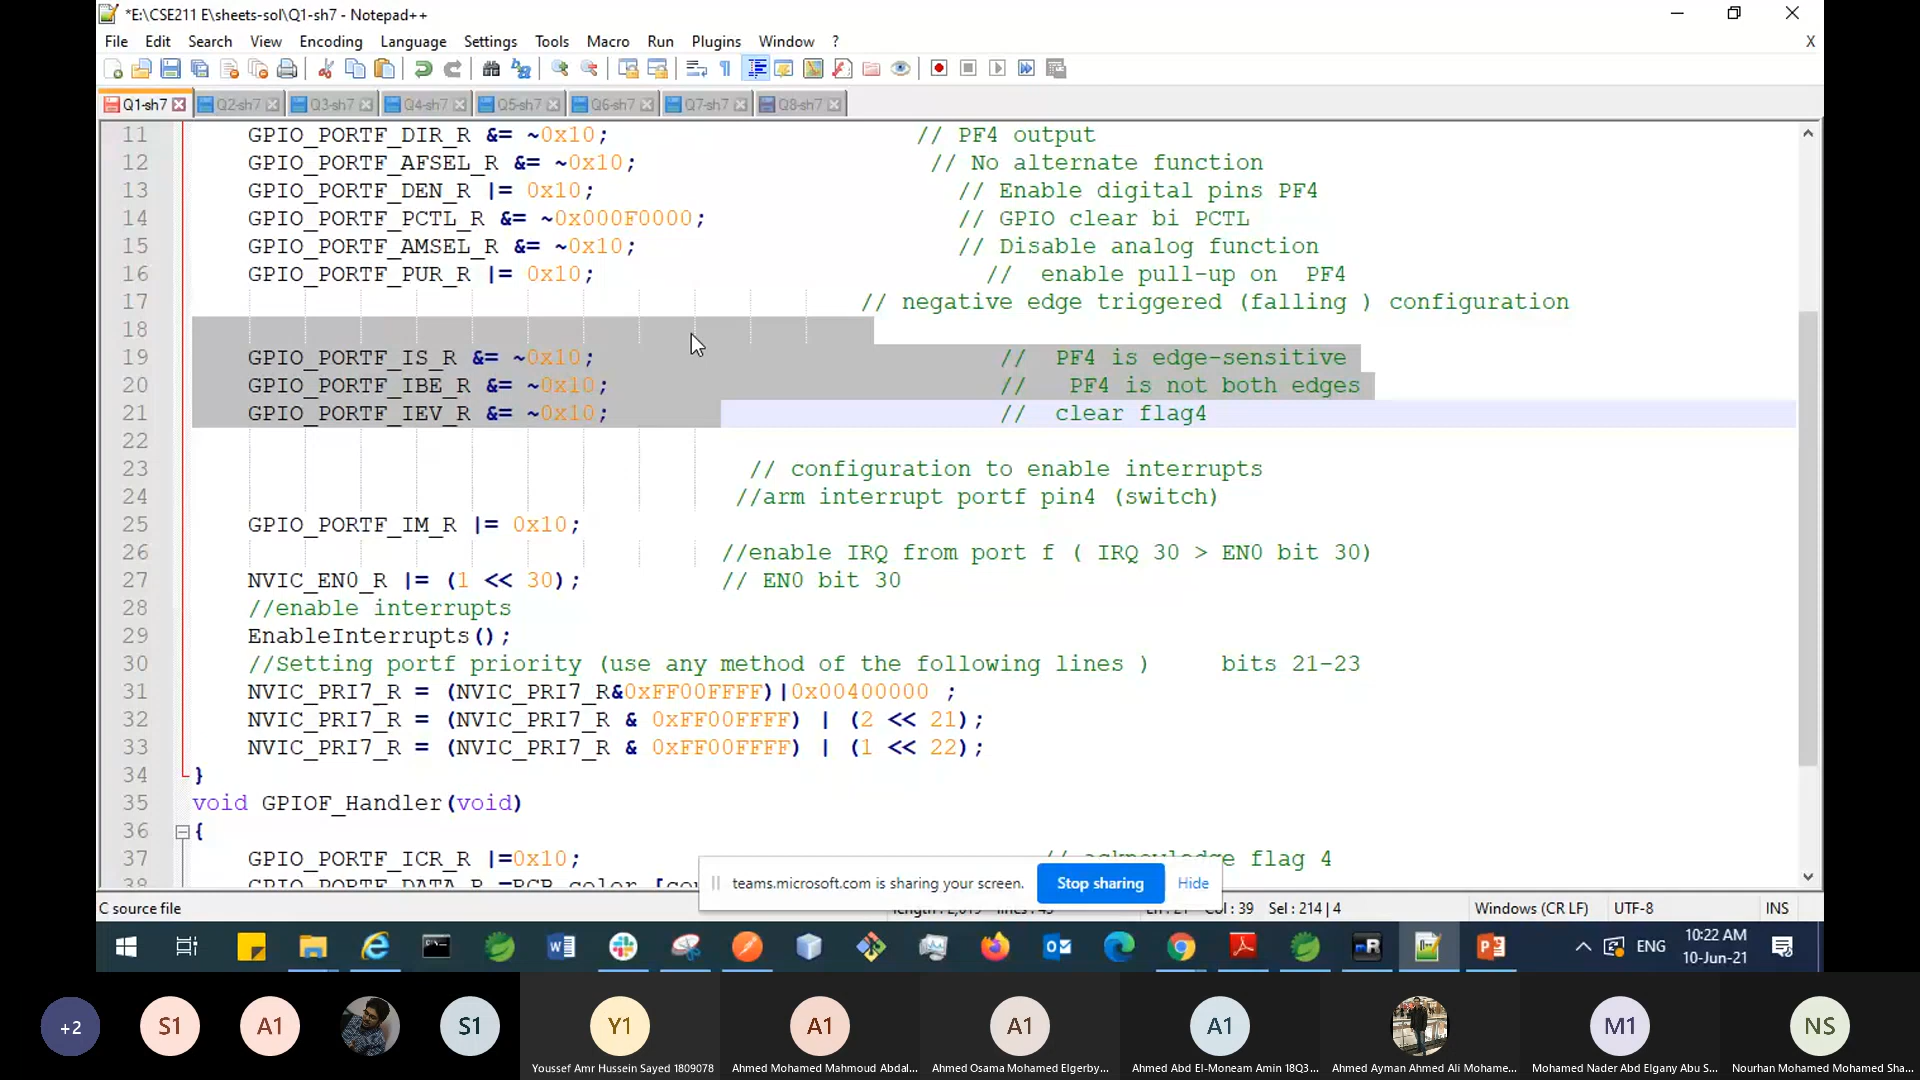 *E:\CSE211 E\sheets-sol\Q1-sh7 - Notepad++
File Edit Search View Encoding Language Settings Tools Macro Run Plugins Window ? X
Q1-sh7 Q2-sh7 Q3-sh7 Q4-sh7 Q5-sh7 Q6-sh7 Q7-sh7 Q8-sh7
11 GPIO_PORTF_DIR_R &= ~0x10; // PF4 output
12 GPIO_PORTF_AFSEL_R &= ~0x10; // No alternate function
13 GPIO_PORTF_DEN_R |= 0x10; // Enable digital pins PF4
14 GPIO_PORTF_PCTL_R &= ~0x000F0000; // GPIO clear bi PCTL
15 GPIO_PORTF_AMSEL_R &= ~0x10; // Disable analog function
16 GPIO_PORTF_PUR_R |= 0x10; // enable pull-up on PF4
17 // negative edge triggered (falling ) configuration
18
19 GPIO_PORTF_IS_R &= ~0x10; // PF4 is edge-sensitive
20 GPIO_PORTF_IBE_R &= ~0x10; // PF4 is not both edges
21 GPIO_PORTF_IEV_R &= ~0x10; // clear flag4
22
23 // configuration to enable interrupts
24 //arm interrupt portf pin4 (switch)
25 GPIO_PORTF_IM_R |= 0x10;
26 //enable IRQ from port f ( IRQ 30 > EN0 bit 30)
27 NVIC_EN0_R |= (1 << 30); // EN0 bit 30
28 //enable interrupts
29 EnableInterrupts();
30 //Setting portf priority (use any method of the following lines ) bits 21-23
31 NVIC_PRI7_R = (NVIC_PRI7_R&0xFF00FFFF)|0x00400000 ;
32 NVIC_PRI7_R = (NVIC_PRI7_R & 0xFF00FFFF) | (2 << 21);
33 NVIC_PRI7_R = (NVIC_PRI7_R & 0xFF00FFFF) | (1 << 22);
34 }
35 void GPIOF_Handler(void)
36 {
37 GPIO_PORTF_ICR_R |=0x10; // acknowledge flag 4
38 GPIO_PORTF_DATA_R =RGB_color
teams.microsoft.com is sharing your screen. Stop sharing Hide
C source file Col : 39 Sel : 214 | 4 Windows (CR LF) UTF-8 INS
ENG 10:22 AM
10-Jun-21
+2 S1 A1 S1 Y1 A1 A1 A1 M1 NS
Youssef Amr Hussein Sayed 1809078 Ahmed Mohamed Mahmoud Abdal... Ahmed Osama Mohamed Elgerby... Ahmed Abd El-Moneam Amin 18Q3... Ahmed Ayman Ahmed Ali Mohame... Mohamed Nader Abd Elgany Abu S... Nourhan Mohamed Mohamed Sha...